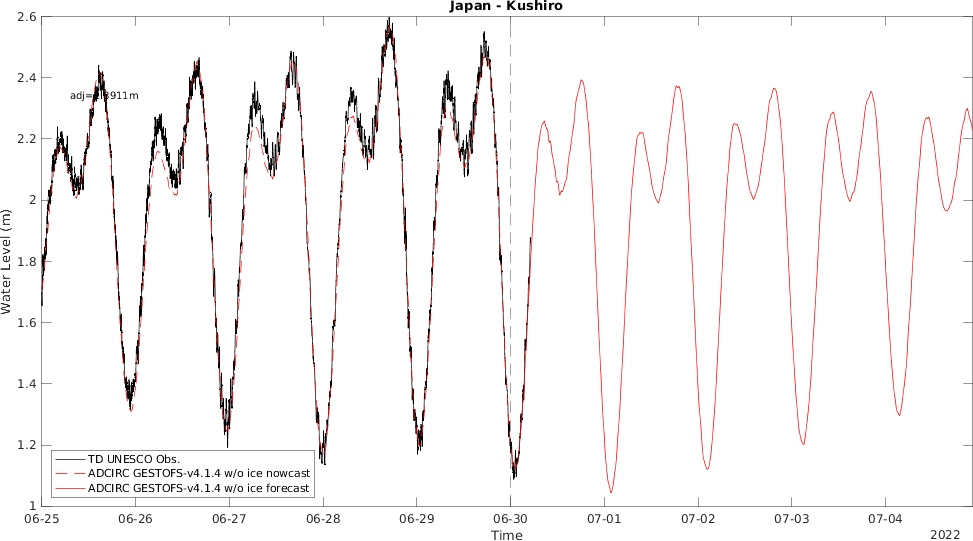 Japan - Kushiro
2.6
2.4
2.2
2
1.8
1.6
1.4
1.2
1
Water Level (m)
TD UNESCO Obs.
ADCIRC GESTOFS-v4.1.4 w/o ice nowcast
ADCIRC GESTOFS-v4.1.4 w/o ice forecast
06-25 06-26 06-27 06-28 06-29 06-30 07-01 07-02 07-03 07-04
Time
2022